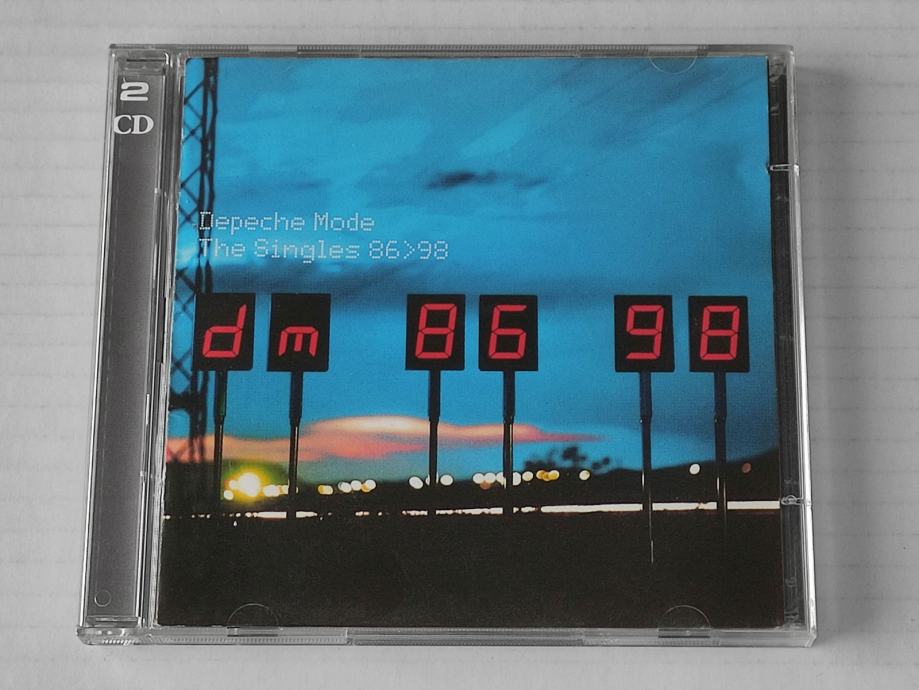 2
CD
Depeche Mode
The Singles 86>98
dm 86 98